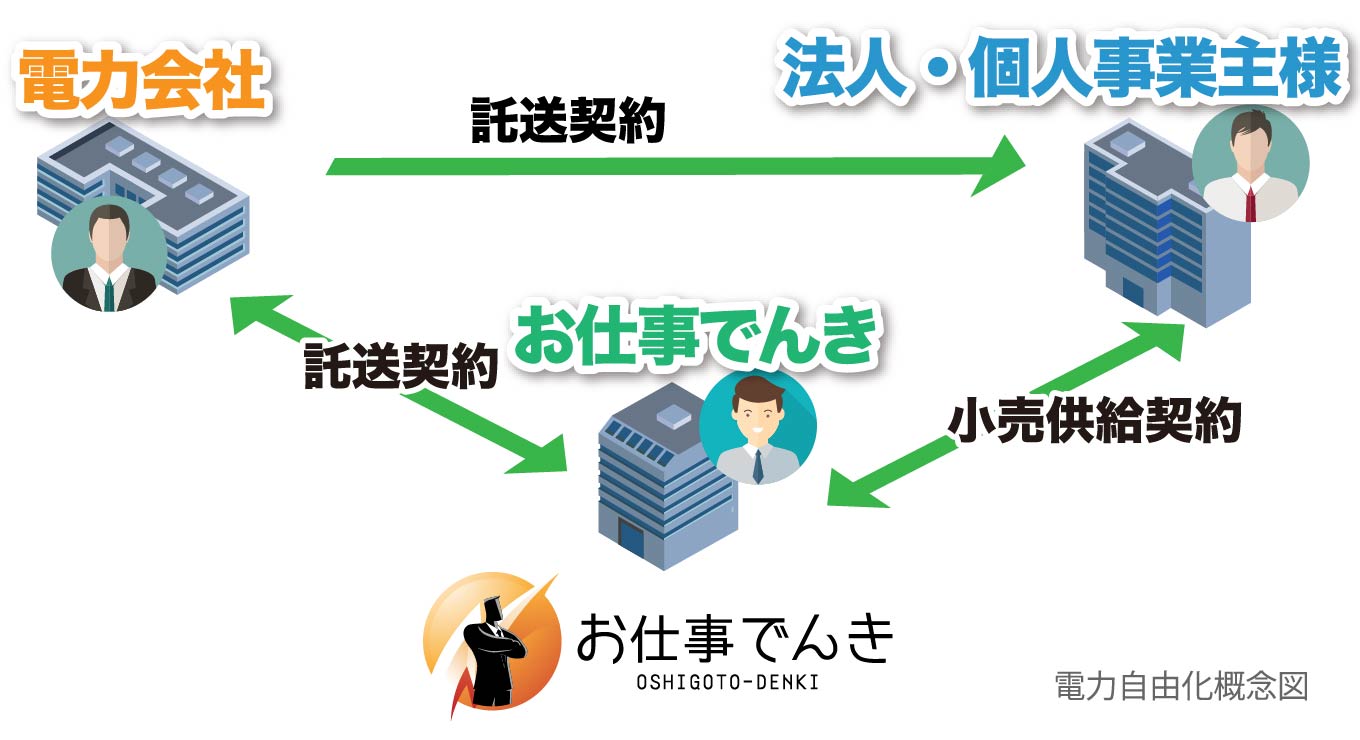 電力会社
法人・個人事業主様
託送契約
お仕事でんき
託送契約
小売供給契約
お仕事でんき
OSHIGOTO-DENKI
電力自由化概念図